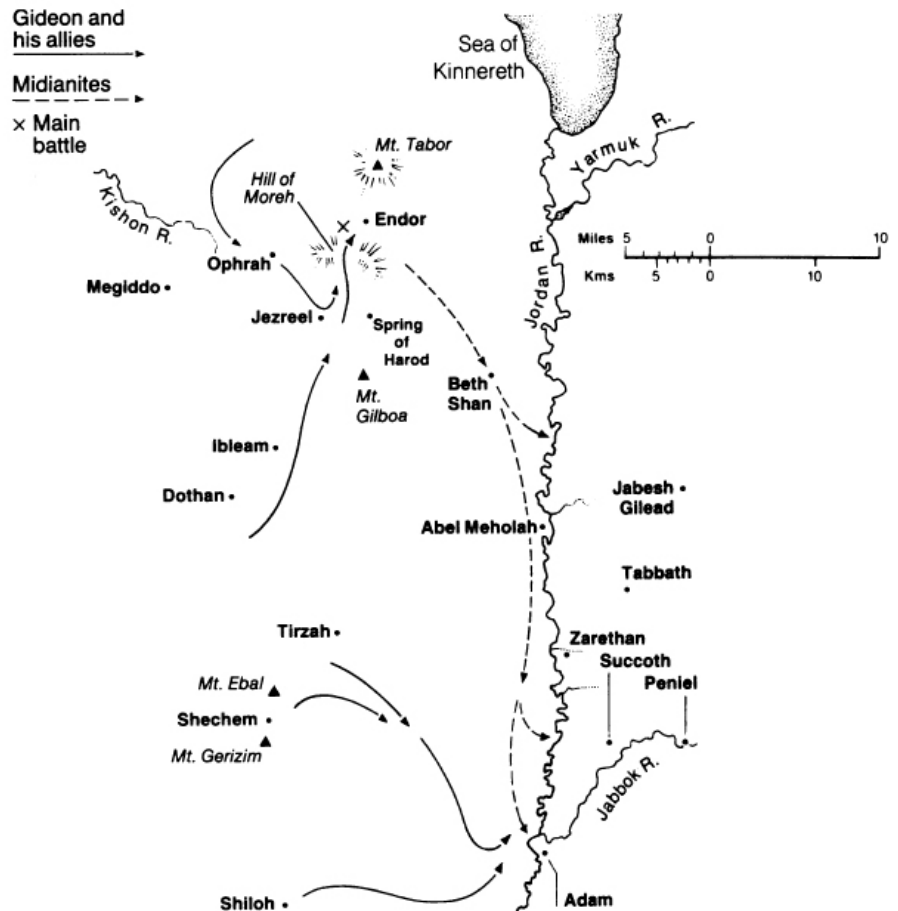 Gideon and
his allies
Midianites
× Main
battle
Sea of
Kinnereth
Yarmuk R.
Mt. Tabor
Hill of
Moreh
Kishon R.
Endor
Miles 5 0 10
Ophrah
Kms 5 0 10
Megiddo
Jordan R.
Jezreel
Spring
of
Harod
Beth
Shan
Mt.
Gilboa
Ibleam
Dothan
Jabesh
Gilead
Abel Meholah
Tabbath
Tirzah
Zarethan
Succoth
Peniel
Mt. Ebal
Shechem
Mt. Gerizim
Jabbok R.
Shiloh
Adam